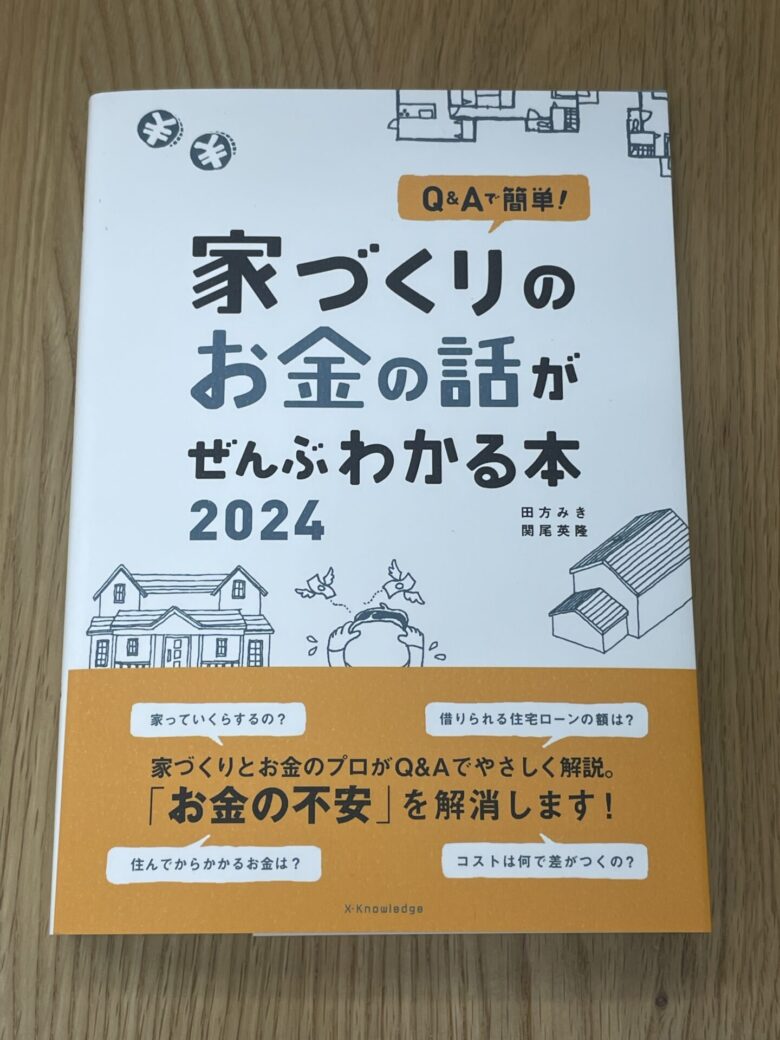 Q&Aで簡単!
家づくりの
お金の話が
ぜんぶわかる本
2024
田方みき
関尾英隆
家っていくらするの?
借りられる住宅ローンの額は?
家づくりとお金のプロがQ&Aでやさしく解説。
「お金の不安」を解消します!
住んでからかかるお金は?
コストは何で差がつくの?
X-Knowledge